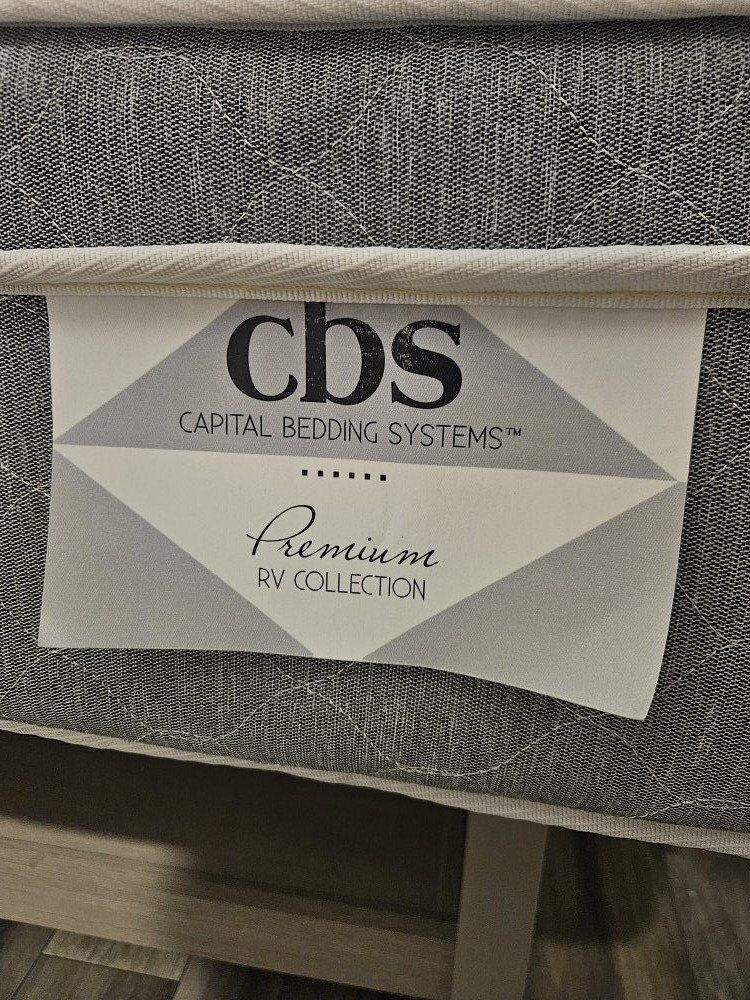 cbs
CAPITAL BEDDING SYSTEMS™
Premium
RV COLLECTION